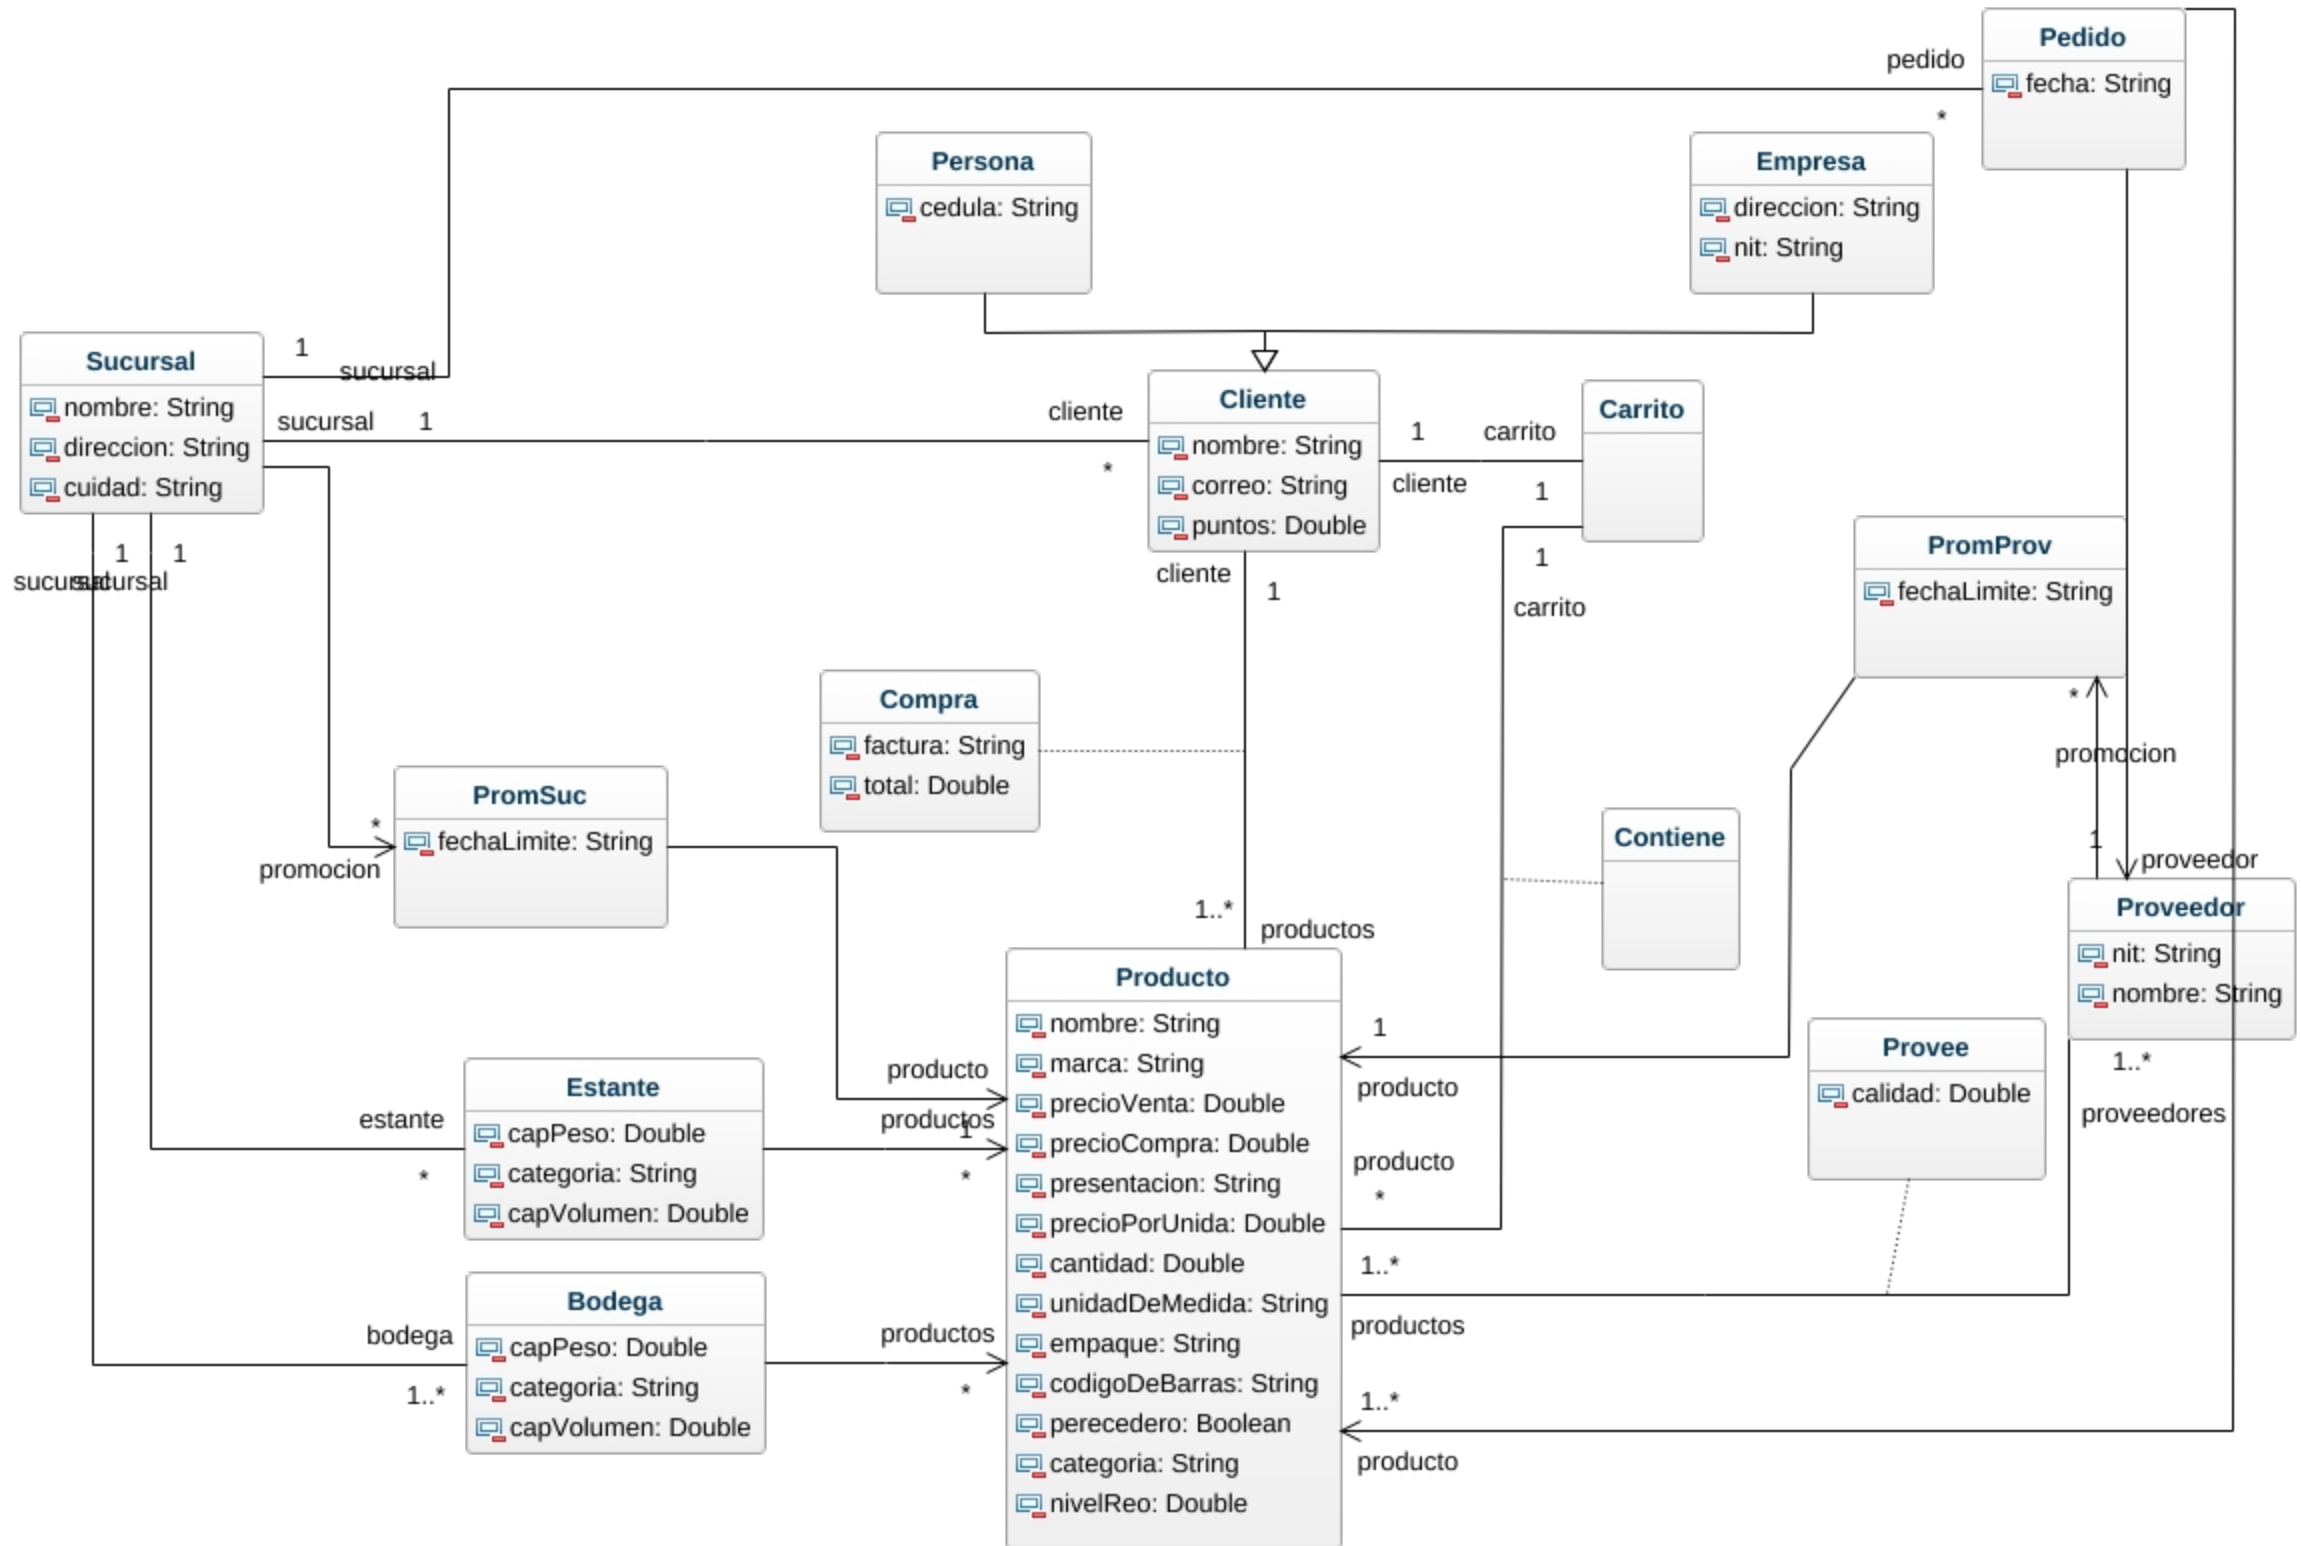 Pedido
fecha: String
pedido
*
Persona
cedula: String
Empresa
direccion: String
nit: String
Sucursal
nombre: String
direccion: String
cuidad: String
1
sucursal
sucursal 1
cliente
*
Cliente
nombre: String
correo: String
puntos: Double
1 carrito
cliente
1
Carrito
1
carrito
1 1
sucursal
sucursal
cliente
1
PromProv
fechaLimite: String
*
promocion
1
proveedor
Compra
factura: String
total: Double
PromSuc
fechaLimite: String
*
promocion
Contiene
1..*
productos
Proveedor
nit: String
nombre: String
1..*
proveedores
Provee
calidad: Double
Producto
nombre: String
marca: String
precioVenta: Double
precioCompra: Double
presentacion: String
precioPorUnida: Double
cantidad: Double
unidadDeMedida: String
empaque: String
codigoDeBarras: String
perecedero: Boolean
categoria: String
nivelReo: Double
1
producto
producto
*
1..*
productos
1..*
producto
producto
productos
1
*
estante
*
Estante
capPeso: Double
categoria: String
capVolumen: Double
bodega
1..*
Bodega
capPeso: Double
categoria: String
capVolumen: Double
productos
*